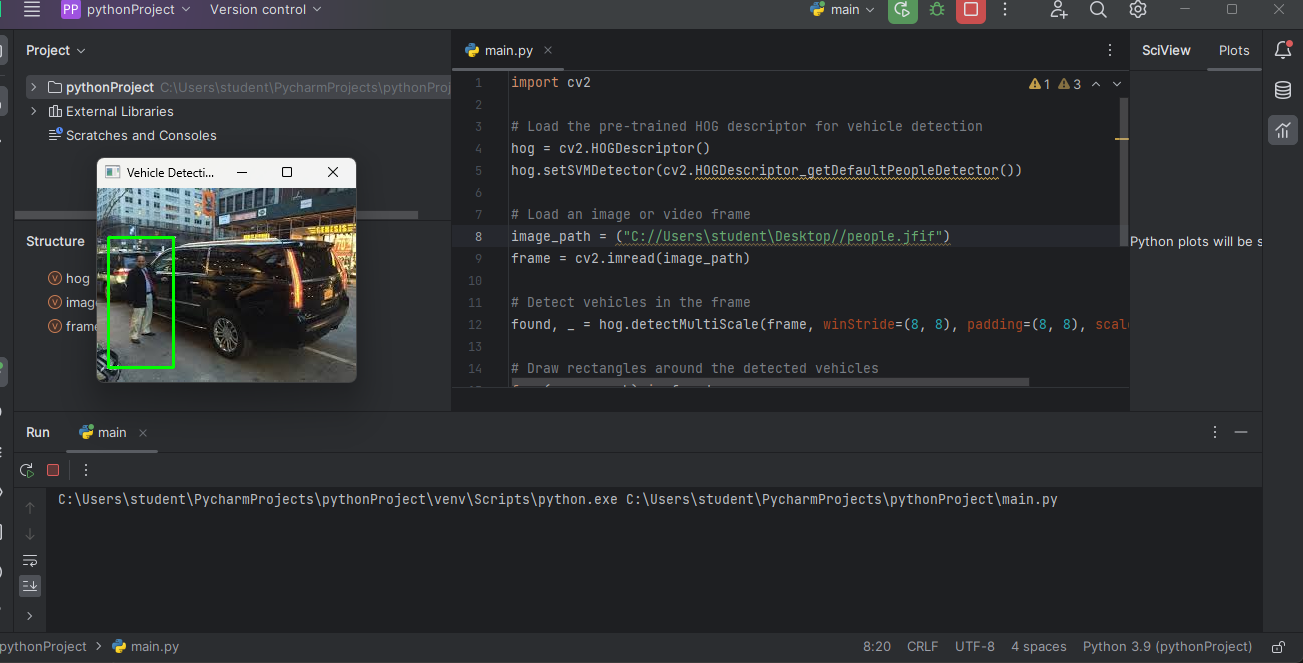 PP pythonProject Version control main
Project
pythonProject C:\Users\student\PycharmProjects\pythonProj
External Libraries
Scratches and Consoles
Vehicle Detecti...
GENESIS
Structure
hog
imag
frame
main.py
1 import cv2 1 3
2
3 # Load the pre-trained HOG descriptor for vehicle detection
4 hog = cv2.HOGDescriptor()
5 hog.setSVMDetector(cv2.HOGDescriptor_getDefaultPeopleDetector())
6
7 # Load an image or video frame
8 image_path = ("C://Users\student\Desktop//people.jfif")
9 frame = cv2.imread(image_path)
10
11 # Detect vehicles in the frame
12 found, _ = hog.detectMultiScale(frame, winStride=(8, 8), padding=(8, 8), scal
13
14 # Draw rectangles around the detected vehicles
SciView Plots
Python plots will be s
Run main
C:\Users\student\PycharmProjects\pythonProject\venv\Scripts\python.exe C:\Users\student\PycharmProjects\pythonProject\main.py
pythonProject main.py 8:20 CRLF UTF-8 4 spaces Python 3.9 (pythonProject)